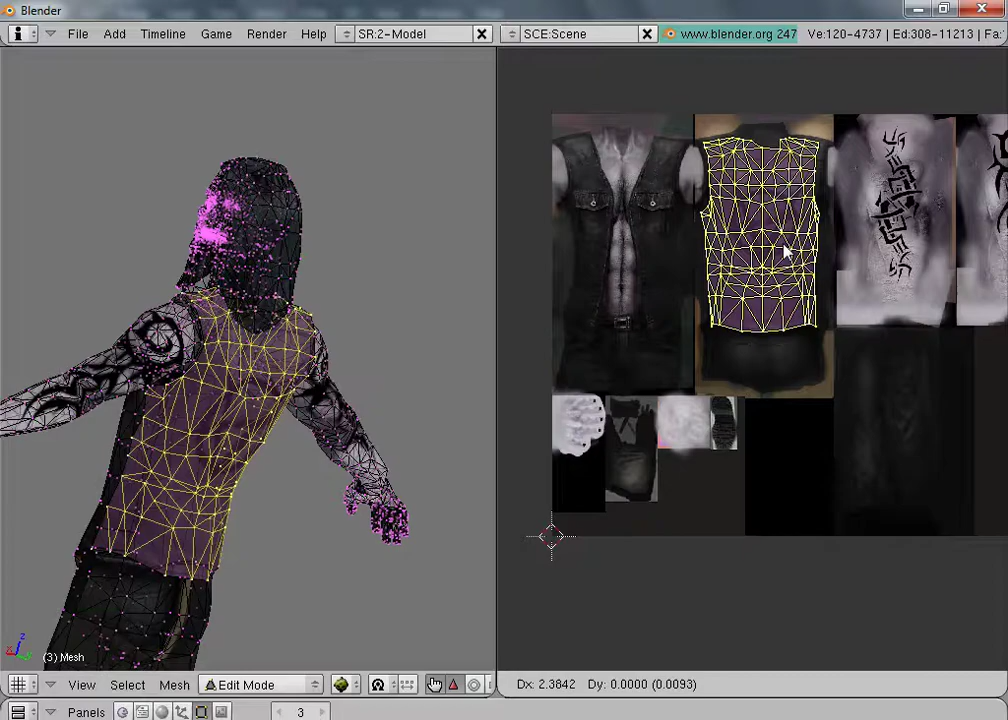 Blender
File Add Timeline Game Render Help SR:2-Model SCE:Scene www.blender.org 247 Ve:120-4737 | Ed:308-11213 | Fa:
z
x
(3) Mesh
View Select Mesh Edit Mode Dx: 2.3842 Dy: 0.0000 (0.0093)
Panels 3